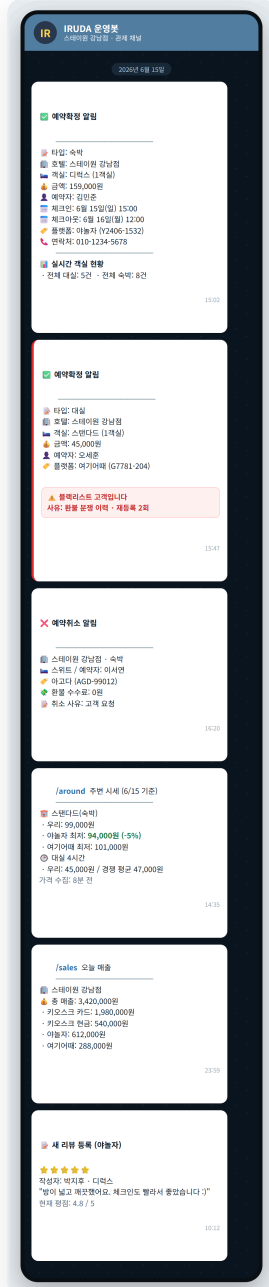 IR
IRUDA 운영봇
스테이원 강남점 · 관제 채널
2026년 6월 15일
✅ 예약확정 알림
📝 타입: 숙박
🏨 호텔: 스테이원 강남점
🛏 객실: 디럭스 (1객실)
💰 금액: 159,000원
👤 예약자: 김민준
🗓 체크인: 6월 15일(일) 15:00
🗓 체크아웃: 6월 16일(월) 12:00
🎫 플랫폼: 야놀자 (Y2406-1532)
📞 연락처: 010-1234-5678
📊 실시간 객실 현황
· 전체 대실: 5건 · 전체 숙박: 8건
15:02
✅ 예약확정 알림
📝 타입: 대실
🏨 호텔: 스테이원 강남점
🛏 객실: 스탠다드 (1객실)
💰 금액: 45,000원
👤 예약자: 오세훈
🎫 플랫폼: 여기어때 (G7781-204)
⚠️ 블랙리스트 고객입니다
사유: 환불 분쟁 이력 · 재등록 2회
15:47
❌ 예약취소 알림
🏨 스테이원 강남점 · 숙박
🛏 스위트 / 예약자: 이서연
🎫 아고다 (AGD-99012)
💸 환불 수수료: 0원
📝 취소 사유: 고객 요청
16:20
/around 주변 시세 (6/15 기준)
🏩 스탠다드(숙박)
· 우리: 99,000원
· 야놀자 최저: 94,000원 (-5%)
· 여기어때 최저: 101,000원
🕒 대실 4시간
· 우리: 45,000원 / 경쟁 평균 47,000원
가격 수집: 8분 전
14:35
/sales 오늘 매출
🏨 스테이원 강남점
💰 총 매출: 3,420,000원
· 키오스크 카드: 1,980,000원
· 키오스크 현금: 540,000원
· 야놀자: 612,000원
· 여기어때: 288,000원
23:59
📝 새 리뷰 등록 (야놀자)
⭐⭐⭐⭐⭐
작성자: 박지후 · 디럭스
"방이 넓고 깨끗했어요. 체크인도 빨라서 좋았습니다 :)"
현재 평점: 4.8 / 5
10:12